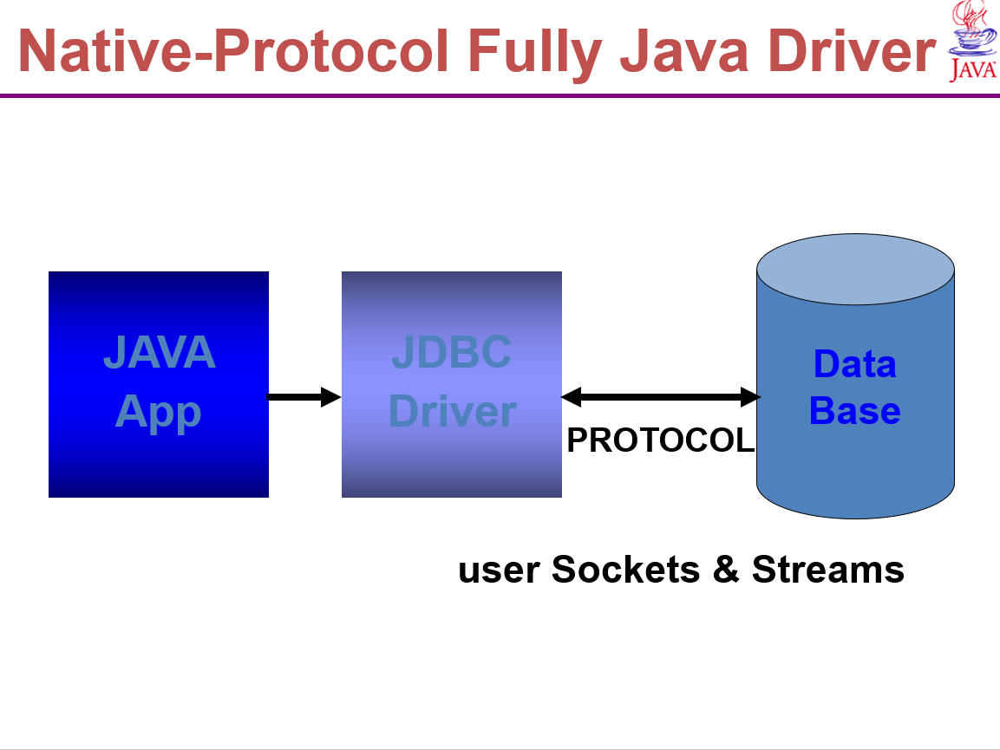 Native-Protocol Fully Java Driver
JAVA
JAVA
App
JDBC
Driver
PROTOCOL
Data
Base
user Sockets & Streams